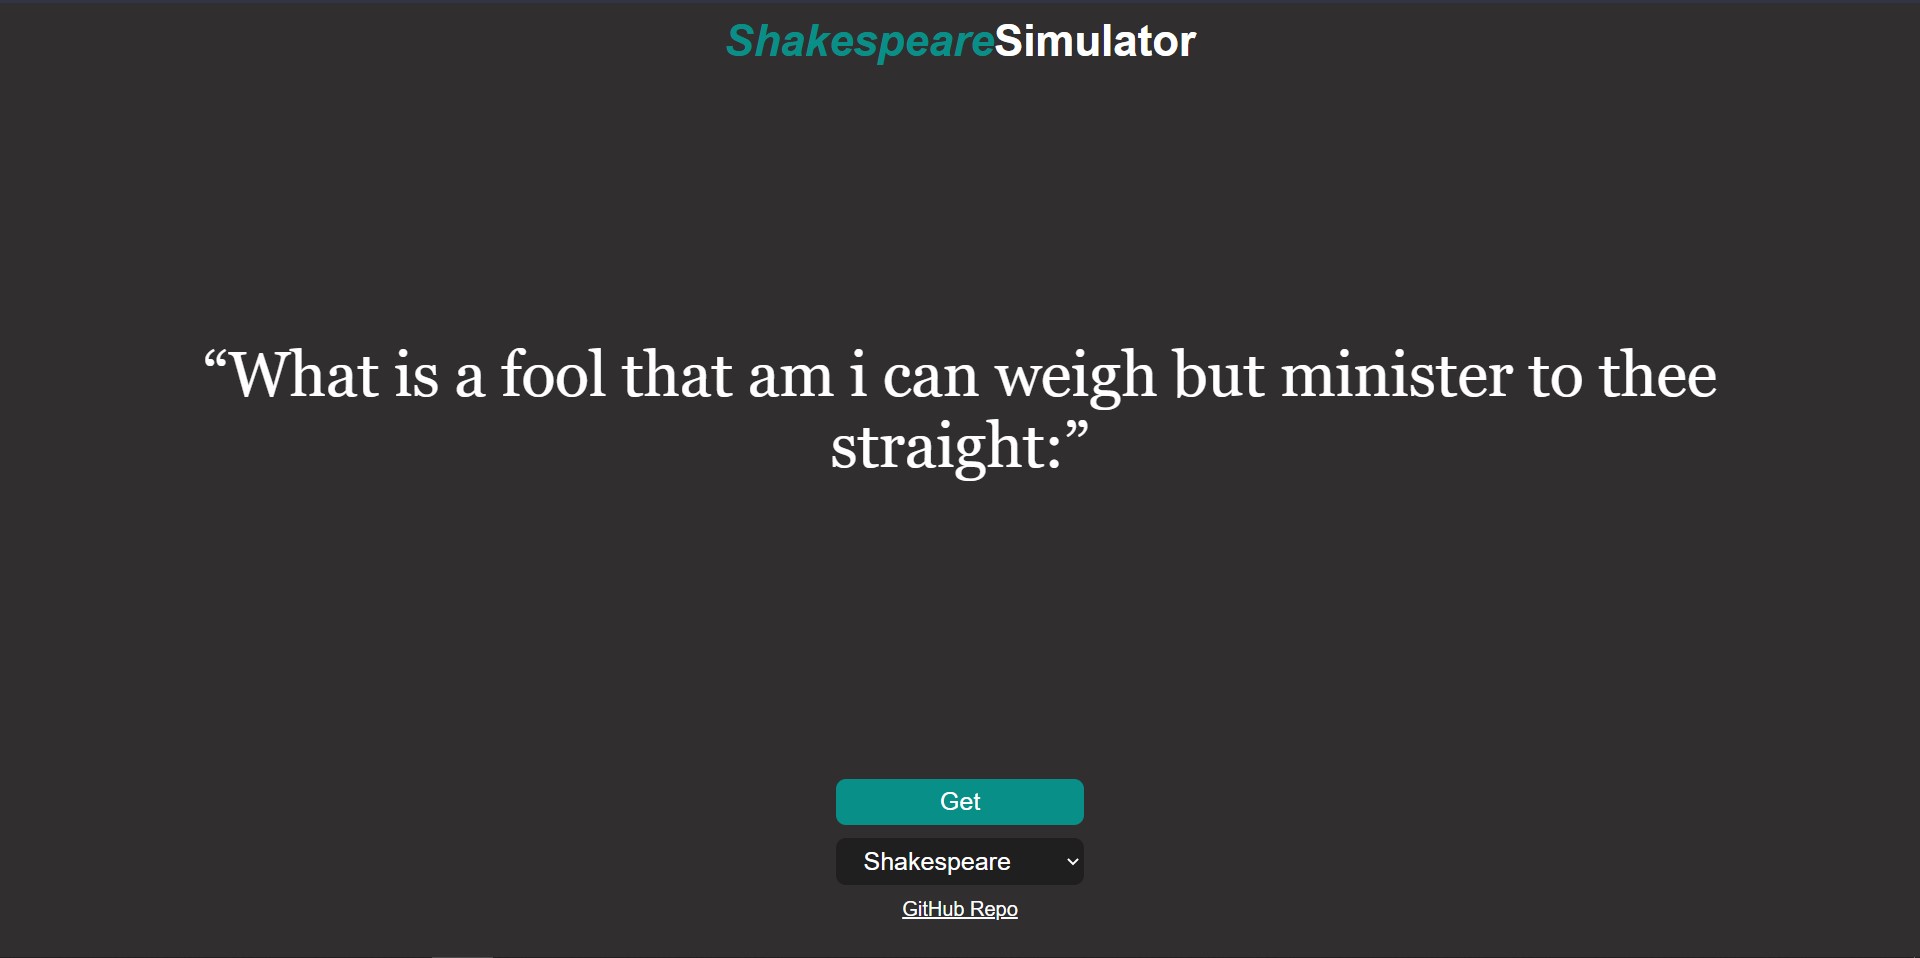 ShakespeareSimulator
“What is a fool that am i can weigh but minister to thee
straight:”
Get
Shakespeare
GitHub Repo